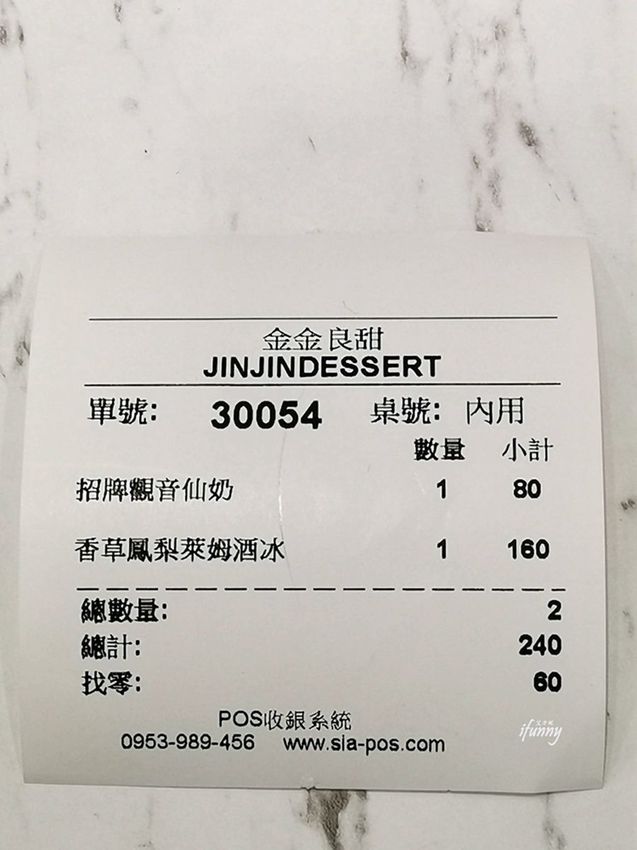 金金良甜
JINJINDESSERT
單號: 30054 桌號: 內用
數量 小計
招牌觀音仙奶 1 80
香草鳳梨萊姆酒冰 1 160
總數量: 2
總計: 240
找零: 60
POS收銀系統
0953-989-456 www.sia-pos.com
ifunny